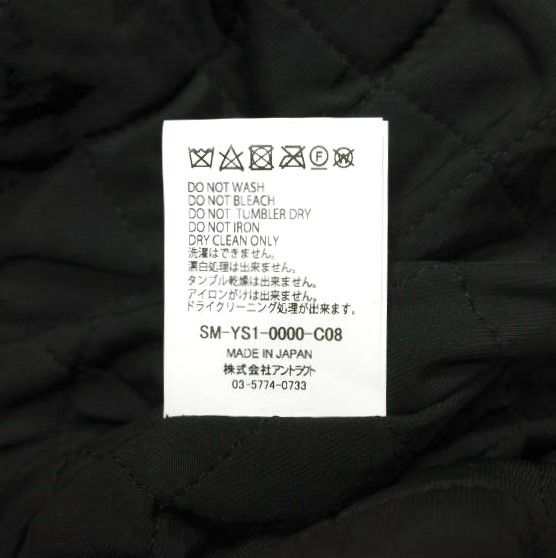 DO NOT WASH
DO NOT BLEACH
DO NOT TUMBLER DRY
DO NOT IRON
DRY CLEAN ONLY
洗濯はできません。
漂白処理は出来ません。
タンブル乾燥は出来ません。
アイロンがけは出来ません。
ドライクリーニング処理が出来ます。
SM-YS1-0000-C08
MADE IN JAPAN
株式会社アントラクト
03-5774-0733